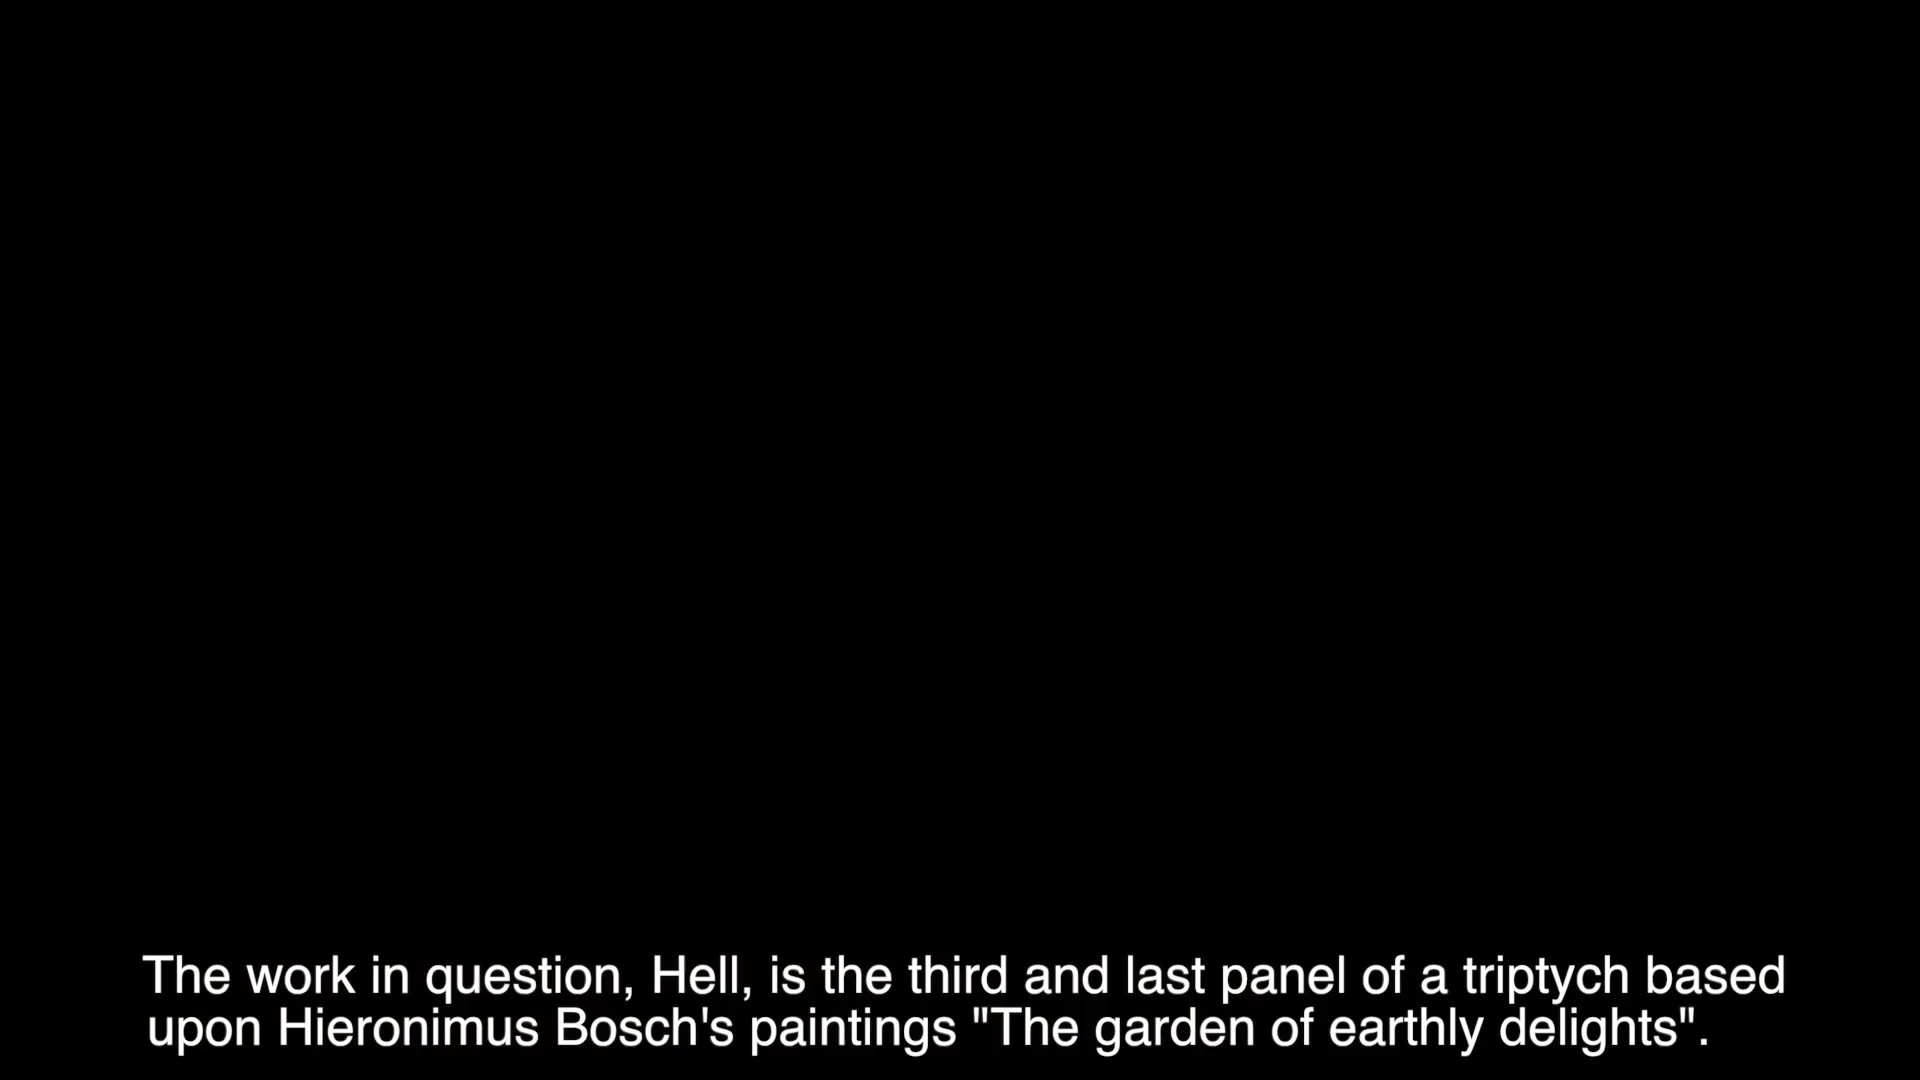 The work in question, Hell, is the third and last panel of a triptych based
upon Hieronimus Bosch's paintings "The garden of earthly delights".